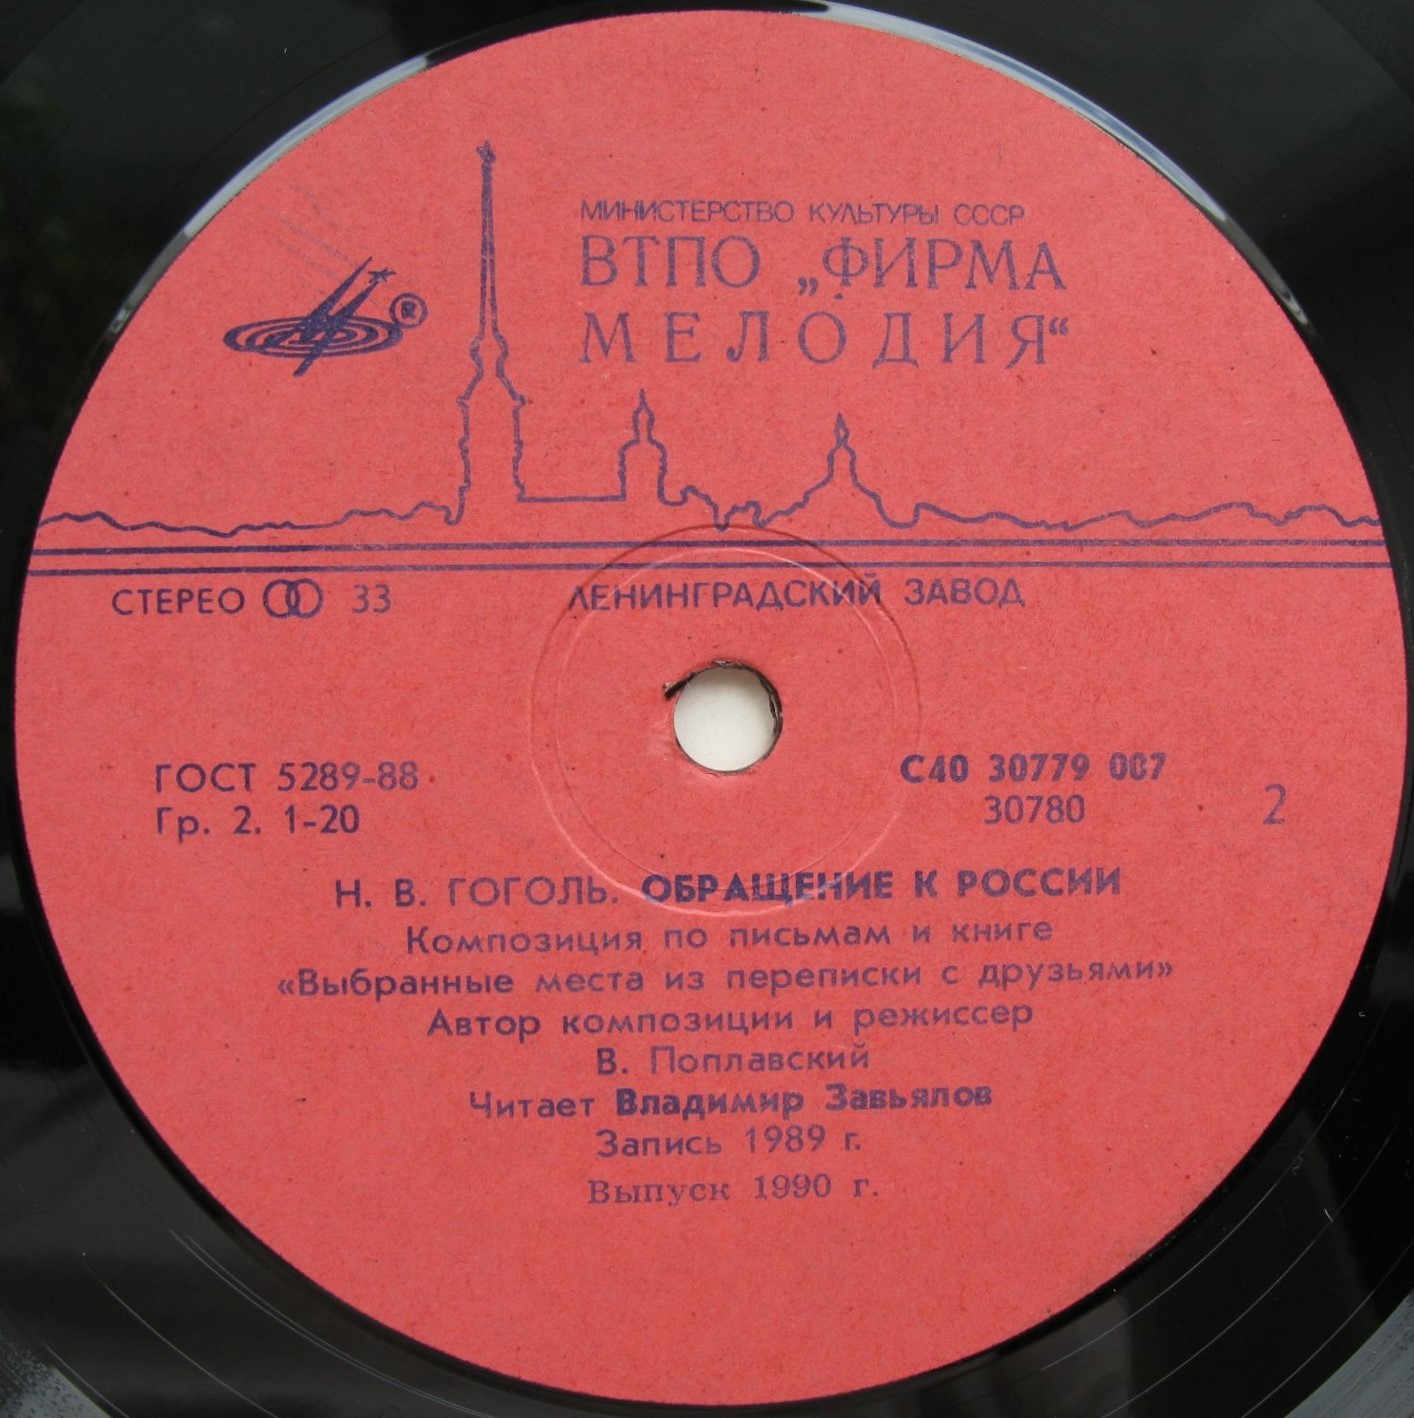 МИНИСТЕРСТВО КУЛЬТУРЫ СССР
ВТПО „ФИРМА
МЕЛОДИЯ“
®
СТЕРЕО 33
ЛЕНИНГРАДСКИЙ ЗАВОД
ГОСТ 5289-88
Гр. 2. 1-20
С40 30779 007
30780
2
Н. В. ГОГОЛЬ. ОБРАЩЕНИЕ К РОССИИ
Композиция по письмам и книге
«Выбранные места из переписки с друзьями»
Автор композиции и режиссер
В. Поплавский
Читает Владимир Завьялов
Запись 1989 г.
Выпуск 1990 г.